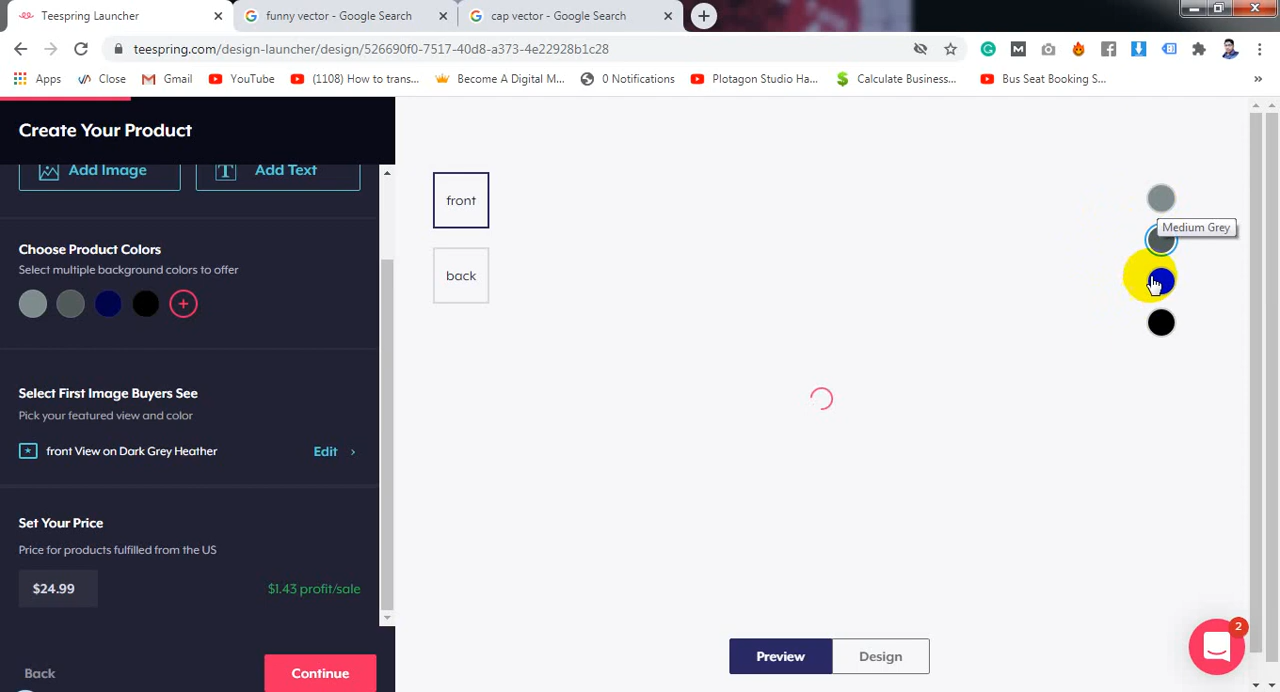 Teespring Launcher
funny vector - Google Search
cap vector - Google Search
teespring.com/design-launcher/design/526690f0-7517-40d8-a373-4e22928b1c28
Apps
Close
Gmail
YouTube
(1108) How to trans...
Become A Digital M...
0 Notifications
Plotagon Studio Ha...
Calculate Business...
Bus Seat Booking S...
»
Create Your Product
Add Image
Add Text
Choose Product Colors
Select multiple background colors to offer
Select First Image Buyers See
Pick your featured view and color
front View on Dark Grey Heather
Edit
Set Your Price
Price for products fulfilled from the US
$24.99
$1.43 profit/sale
Back
Continue
front
back
Medium Grey
Preview
Design
2